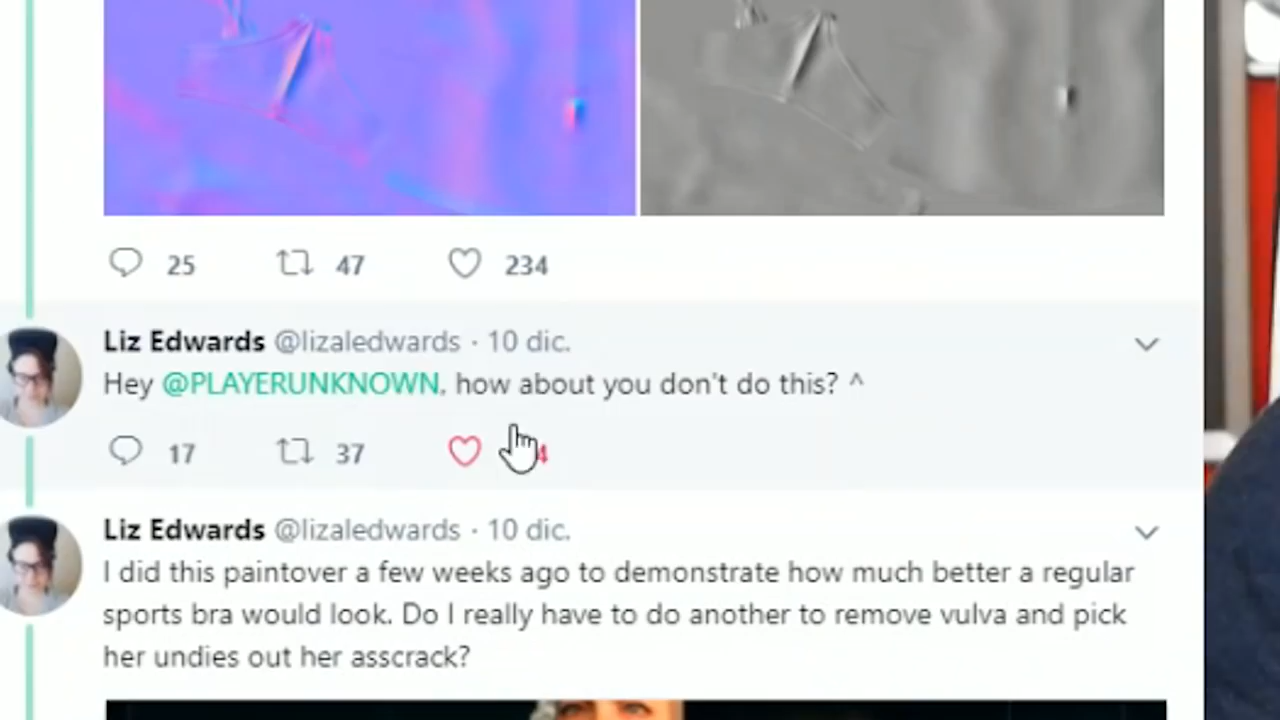 25 47 234
Liz Edwards @lizaledwards · 10 dic.
Hey @PLAYERUNKNOWN, how about you don't do this? ^
17 37
Liz Edwards @lizaledwards · 10 dic.
I did this paintover a few weeks ago to demonstrate how much better a regular
sports bra would look. Do I really have to do another to remove vulva and pick
her undies out her asscrack?